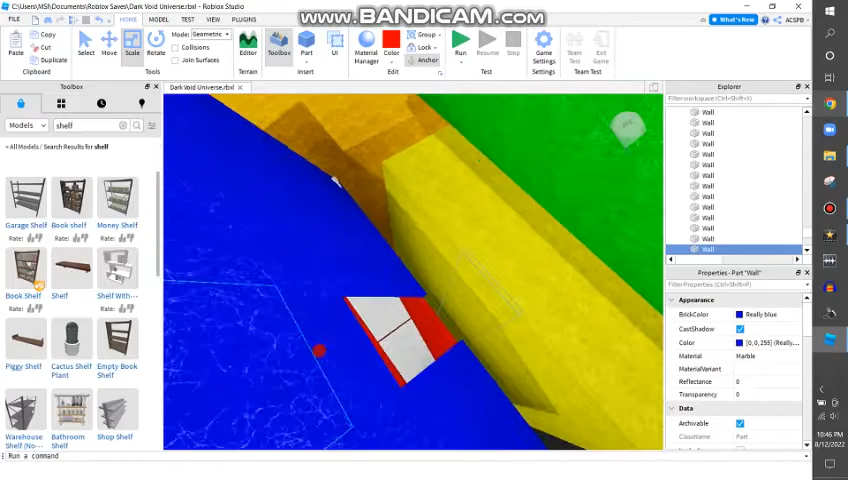 C:/Users/MSI/Documents/Roblox Saves/Dark Void Universe.rbxl - Roblox Studio
www.BANDICAM.com
HOME MODEL TEST VIEW PLUGINS
What's New ACSPB
Copy
Cut
Duplicate
Paste
Clipboard
Select Move Scale Rotate
Mode: Geometric
Collisions
Join Surfaces
Tools
Editor
Terrain
Toolbox Part UI
Insert
Material Manager
Color
Group
Lock
Anchor
Edit
Run Resume Stop
Test
Game Settings
Settings
Team Test Exit Game
Team Test
Toolbox
Dark Void Universe.rbxl
Explorer
Filter workspace (Ctrl+Shift+X)
Models shelf
< All Models / Search Results for shelf
Garage Shelf Book shelf Money Shelf
Rate: Rate: Rate:
Book Shelf Shelf Shelf With...
Rate: Rate: Rate:
Piggy Shelf Cactus Shelf Plant Empty Book Shelf
Warehouse Shelf (No... Bathroom Shelf Shop Shelf
Wall
Wall
Wall
Wall
Wall
Wall
Wall
Wall
Wall
Wall
Wall
Wall
Wall
Wall
Properties - Part "Wall"
Filter Properties (Ctrl+Shift+P)
Appearance
BrickColor Really blue
CastShadow
Color [0,0,255] (Really...
Material Marble
MaterialVariant
Reflectance 0
Transparency 0
Data
Archivable
ClassName Part
Run a command
10:46 PM
8/12/2022